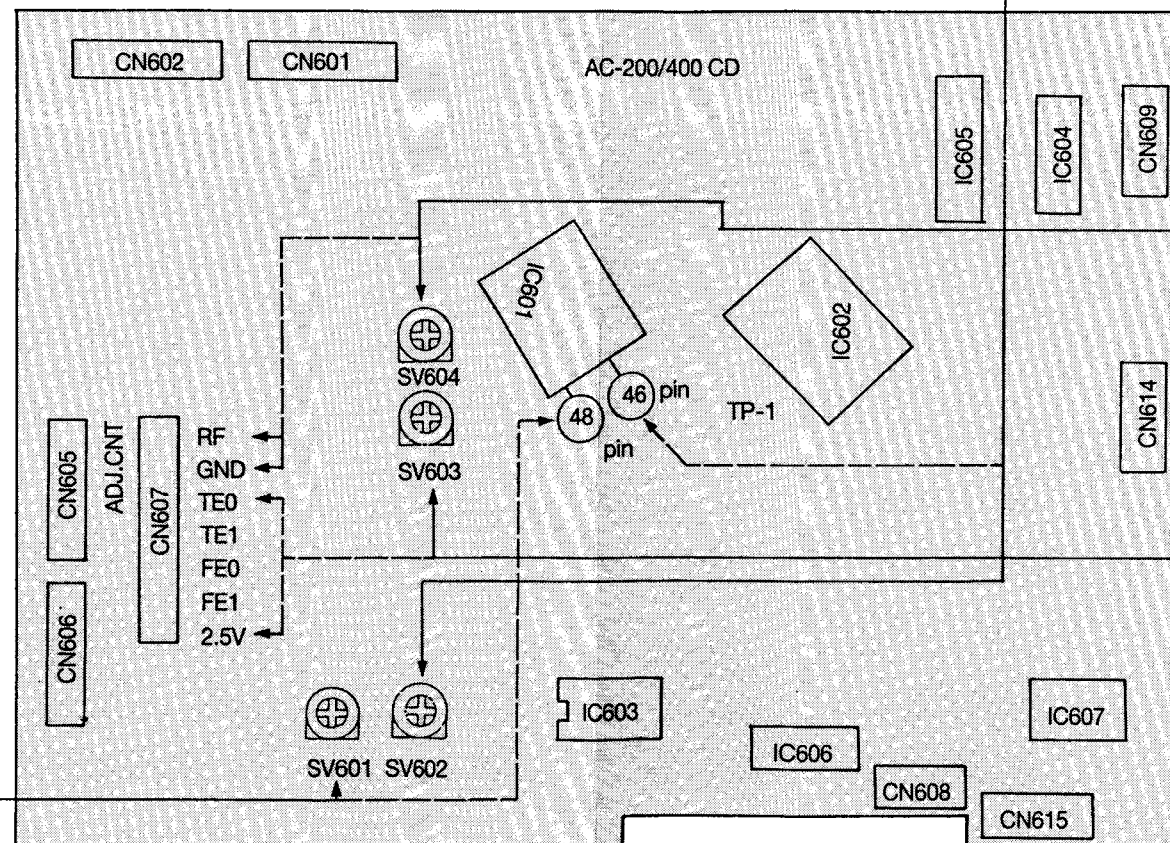 CN602
CN601
AC-200/400 CD
IC605
IC604
CN609
IC601
IC602
SV604
46 pin
48
pin
TP-1
CN614
SV603
CN605
ADJ.CNT
CN607
RF
GND
TE0
TE1
FE0
FE1
2.5V
CN606
SV601
SV602
IC603
IC606
IC607
CN608
CN615